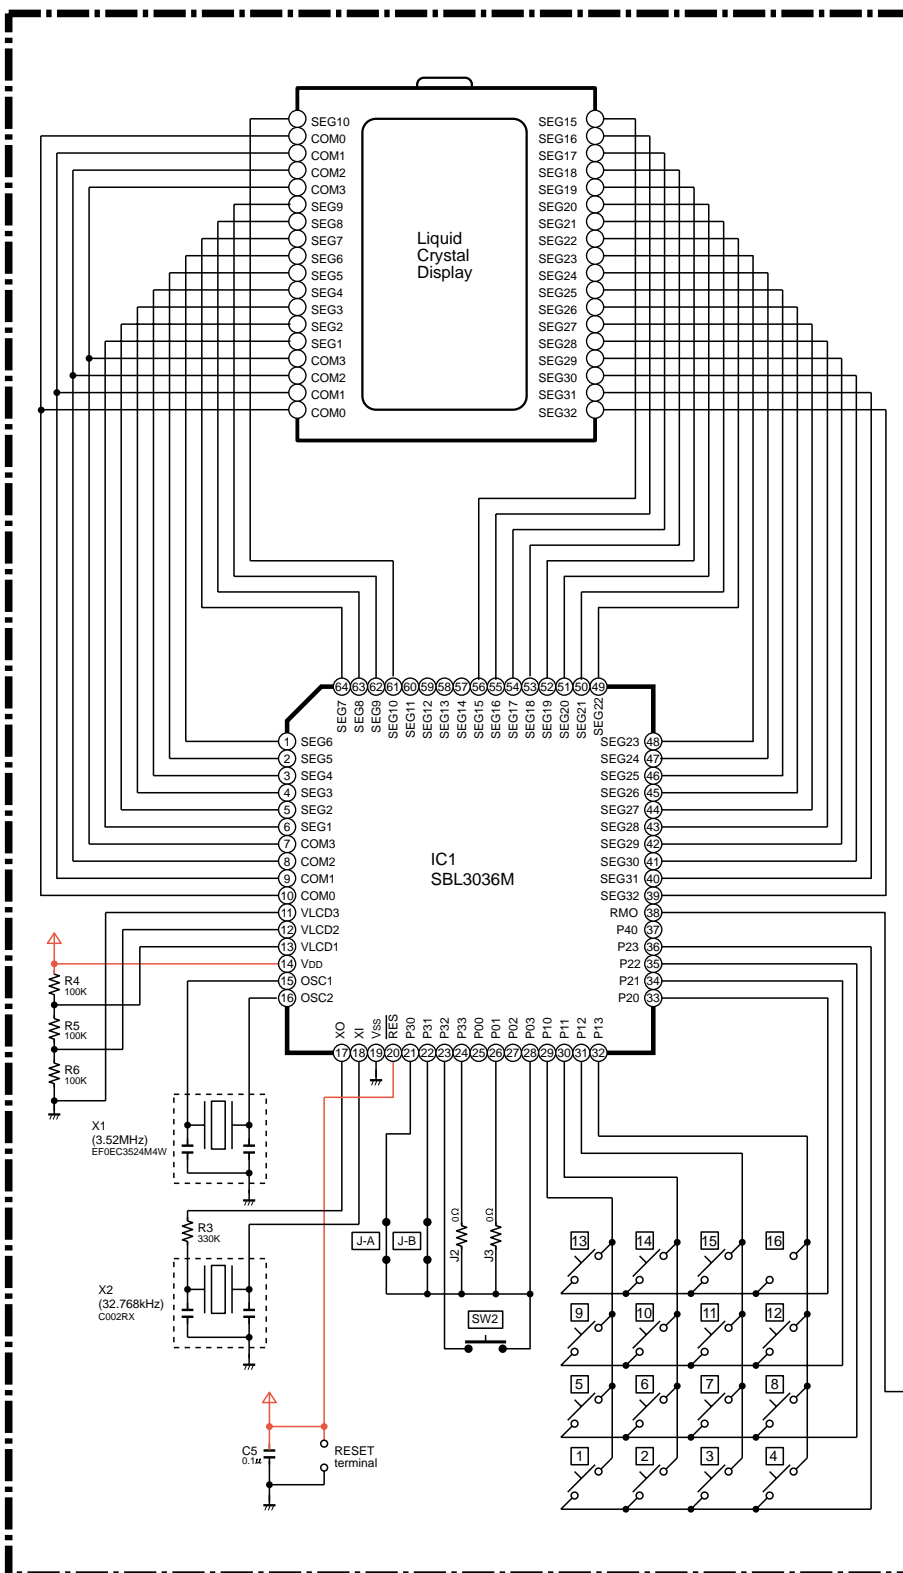 SEG10
COM0
COM1
COM2
COM3
SEG9
SEG8
SEG7
SEG6
SEG5
SEG4
SEG3
SEG2
SEG1
COM3
COM2
COM1
COM0
Liquid
Crystal
Display
SEG15
SEG16
SEG17
SEG18
SEG19
SEG20
SEG21
SEG22
SEG23
SEG24
SEG25
SEG26
SEG27
SEG28
SEG29
SEG30
SEG31
SEG32
64 63 62 61 60 59 58 57 56 55 54 53 52 51 50 49
SEG7 SEG8 SEG9 SEG10 SEG11 SEG12 SEG13 SEG14 SEG15 SEG16 SEG17 SEG18 SEG19 SEG20 SEG21 SEG22
1 SEG6
2 SEG5
3 SEG4
4 SEG3
5 SEG2
6 SEG1
7 COM3
8 COM2
9 COM1
10 COM0
11 VLCD3
12 VLCD2
13 VLCD1
14 VDD
15 OSC1
16 OSC2
IC1
SBL3036M
SEG23 48
SEG24 47
SEG25 46
SEG26 45
SEG27 44
SEG28 43
SEG29 42
SEG30 41
SEG31 40
SEG32 39
RMO 38
P40 37
P23 36
P22 35
P21 34
P20 33
XO XI VSS RES P30 P31 P32 P33 P00 P01 P02 P03 P10 P11 P12 P13
17 18 19 20 21 22 23 24 25 26 27 28 29 30 31 32
R4
100K
R5
100K
R6
100K
X1
(3.52MHz)
EF0EC3524M4W
R3
330K
X2
(32.768kHz)
C002RX
J-A
J-B
J2 0Ω
J3 0Ω
SW2
C5
0.1μ
RESET
terminal
13 14 15 16
9 10 11 12
5 6 7 8
1 2 3 4